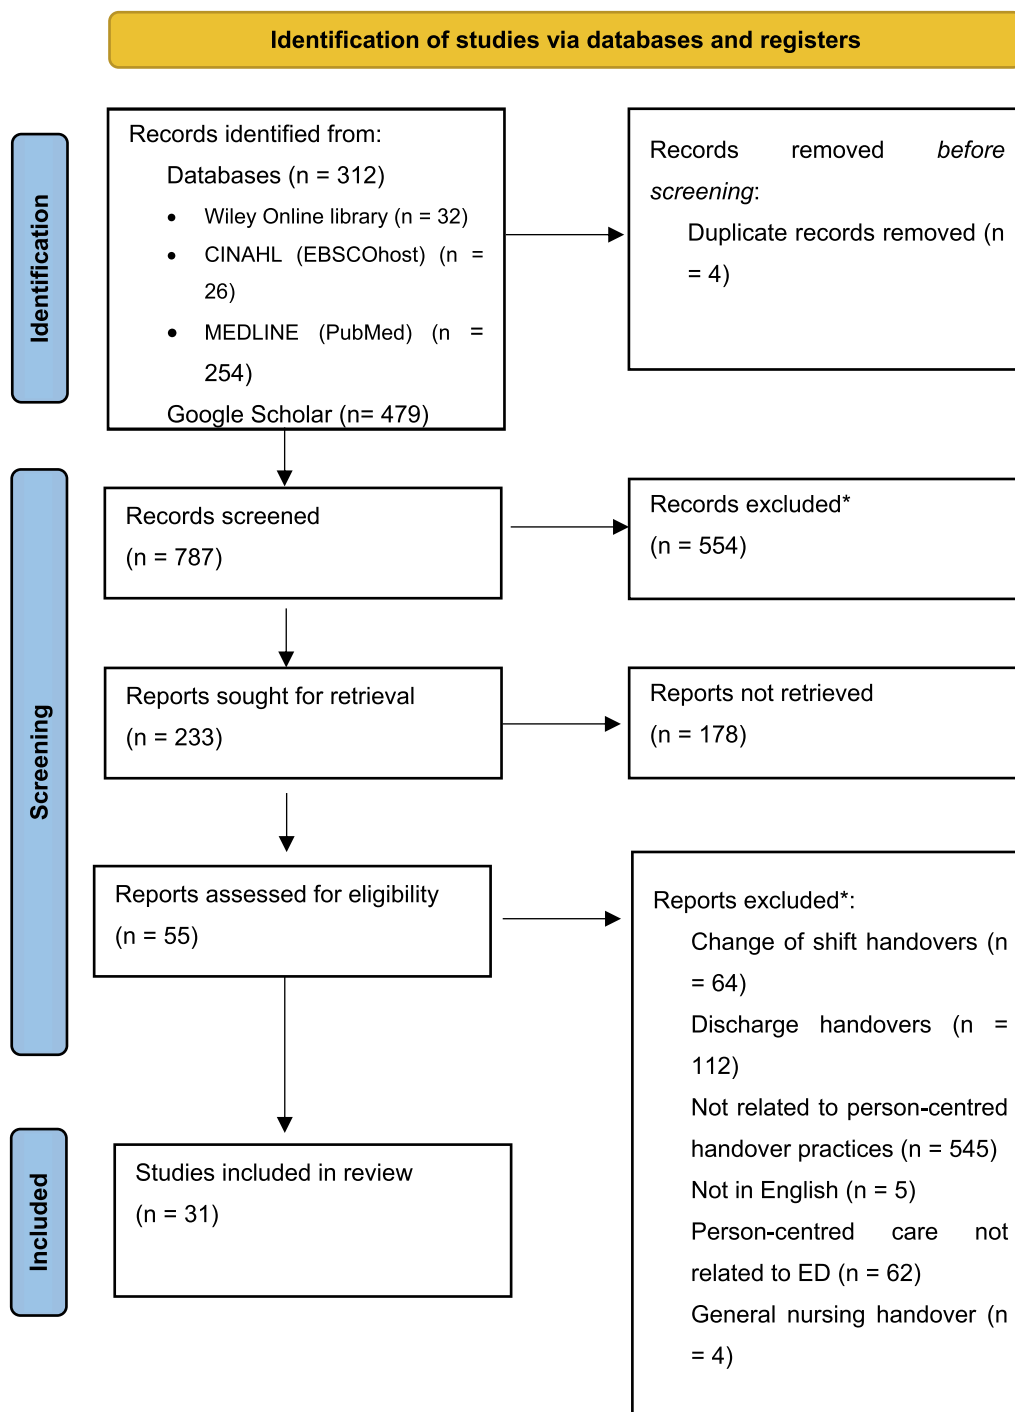 Identification of studies via databases and registers
Identification
Records identified from:
Databases (n = 312)
• Wiley Online library (n = 32)
• CINAHL (EBSCOhost) (n =
26)
• MEDLINE (PubMed) (n =
254)
Google Scholar (n= 479)
Records removed before
screening:
Duplicate records removed (n
= 4)
Screening
Records screened
(n = 787)
Records excluded*
(n = 554)
Reports sought for retrieval
(n = 233)
Reports not retrieved
(n = 178)
Reports assessed for eligibility
(n = 55)
Reports excluded*:
Change of shift handovers (n
= 64)
Discharge handovers (n =
112)
Not related to person-centred
handover practices (n = 545)
Not in English (n = 5)
Person-centred care not
related to ED (n = 62)
General nursing handover (n
= 4)
Included
Studies included in review
(n = 31)